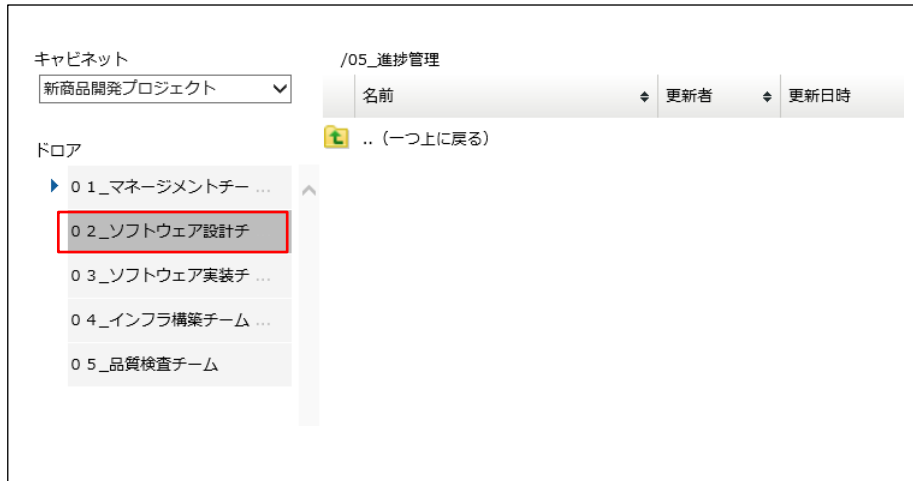 キャビネット
新商品開発プロジェクト
ドロア
０１_マネージメントチー ...
０２_ソフトウェア設計チ
０３_ソフトウェア実装チ ...
０４_インフラ構築チーム ...
０５_品質検査チーム
/05_進捗管理
名前 更新者 更新日時
..（一つ上に戻る）